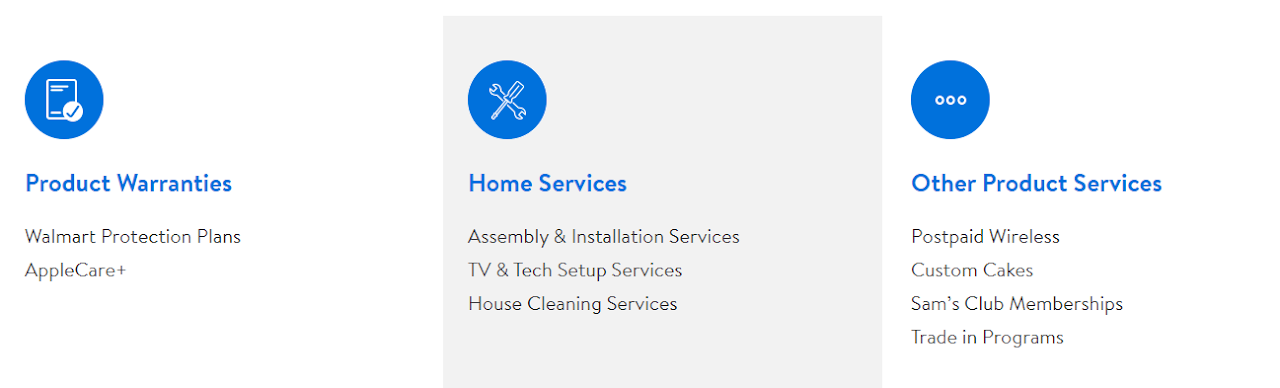 Product Warranties
Walmart Protection Plans
AppleCare+
Home Services
Assembly & Installation Services
TV & Tech Setup Services
House Cleaning Services
Other Product Services
Postpaid Wireless
Custom Cakes
Sam's Club Memberships
Trade in Programs